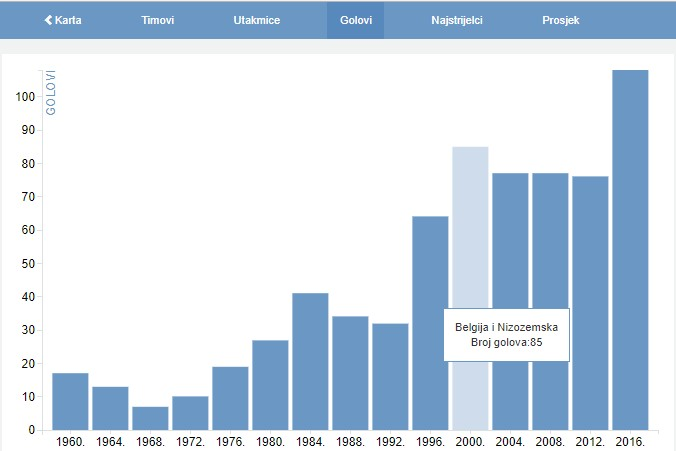 Karta Timovi Utakmice Golovi Najstrijelci Prosjek
GOLOVI
100
90
80
70
60
50
40
30
20
10
0
Belgija i Nizozemska
Broj golova:85
1960. 1964. 1968. 1972. 1976. 1980. 1984. 1988. 1992. 1996. 2000. 2004. 2008. 2012. 2016.